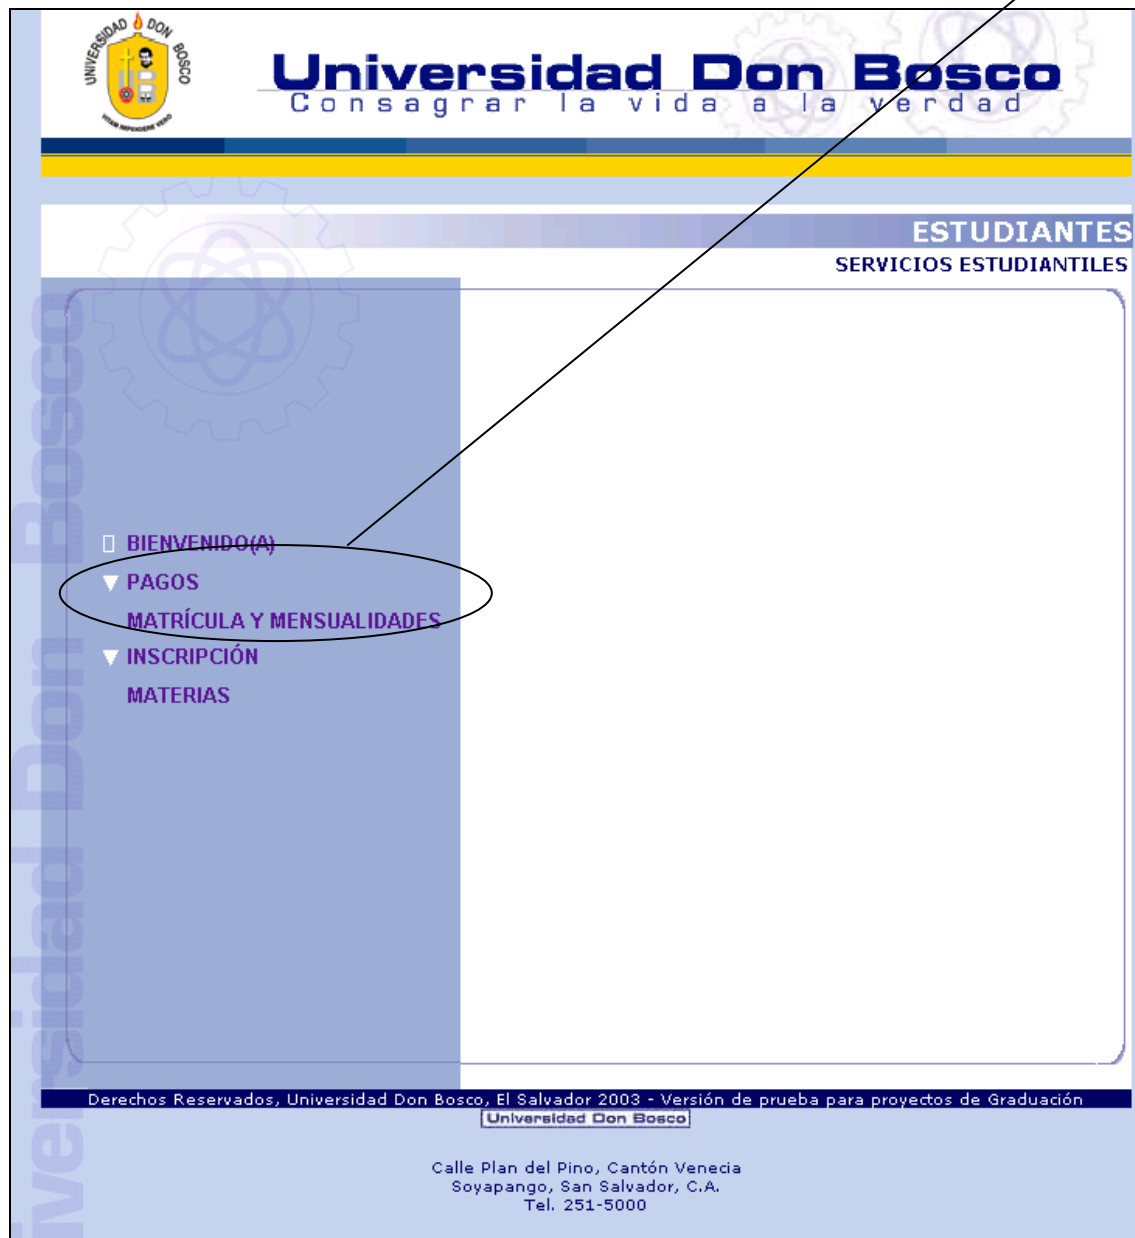 UNIVERSIDAD DON BOSCO
Universidad Don Bosco
Consagrar la vida a la verdad
ESTUDIANTES
SERVICIOS ESTUDIANTILES
BIENVENIDO(A)
PAGOS
MATRÍCULA Y MENSUALIDADES
INSCRIPCIÓN
MATERIAS
iversidad Don Bosco
Derechos Reservados, Universidad Don Bosco, El Salvador 2003 - Versión de prueba para proyectos de Graduación
Universidad Don Bosco
Calle Plan del Pino, Cantón Venecia
Soyapango, San Salvador, C.A.
Tel. 251-5000